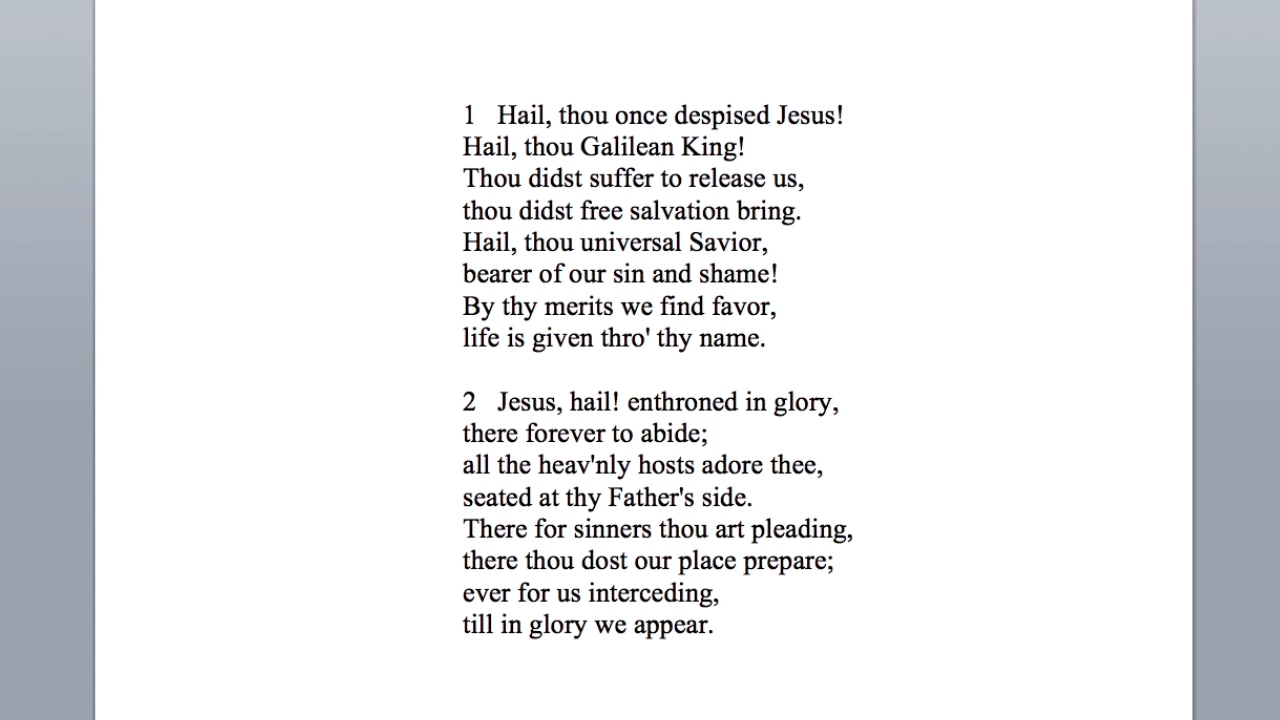 1 Hail, thou once despised Jesus!
Hail, thou Galilean King!
Thou didst suffer to release us,
thou didst free salvation bring.
Hail, thou universal Savior,
bearer of our sin and shame!
By thy merits we find favor,
life is given thro' thy name.
2 Jesus, hail! enthroned in glory,
there forever to abide;
all the heav'nly hosts adore thee,
seated at thy Father's side.
There for sinners thou art pleading,
there thou dost our place prepare;
ever for us interceding,
till in glory we appear.